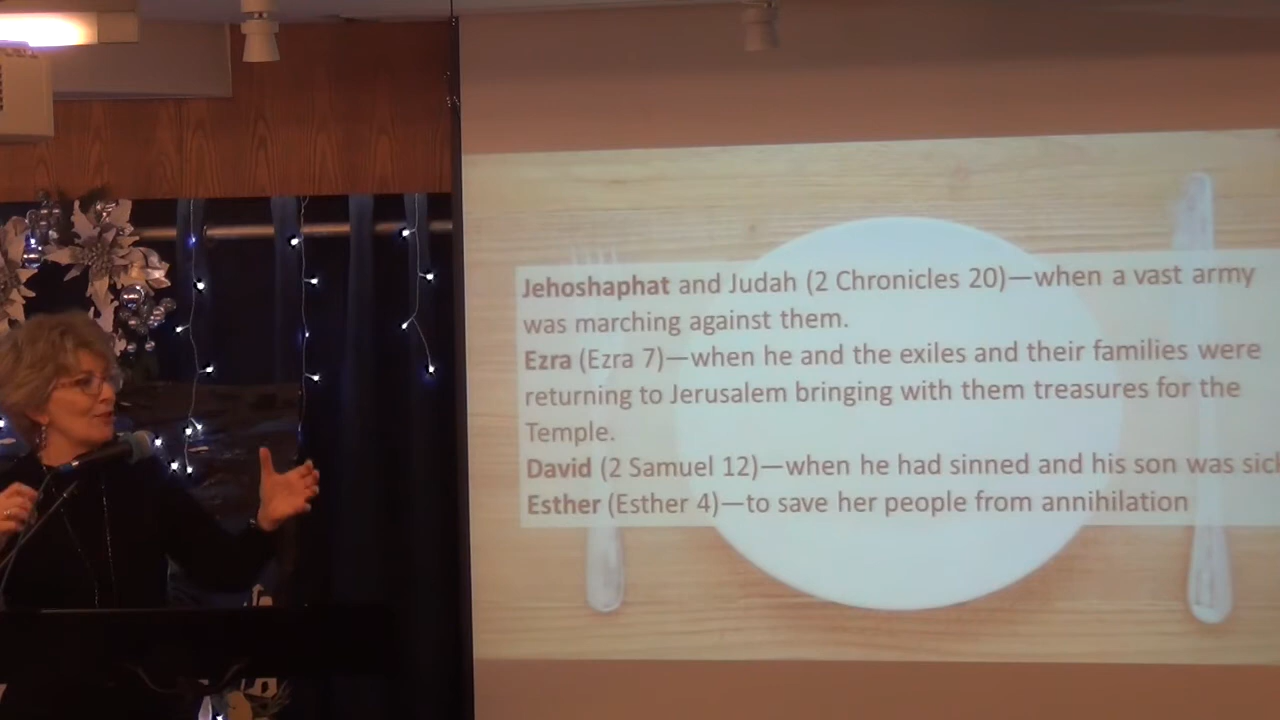 Jehoshaphat and Judah (2 Chronicles 20)—when a vast army
was marching against them.
Ezra (Ezra 7)—when he and the exiles and their families were
returning to Jerusalem bringing with them treasures for the
Temple.
David (2 Samuel 12)—when he had sinned and his son was sick
Esther (Esther 4)—to save her people from annihilation